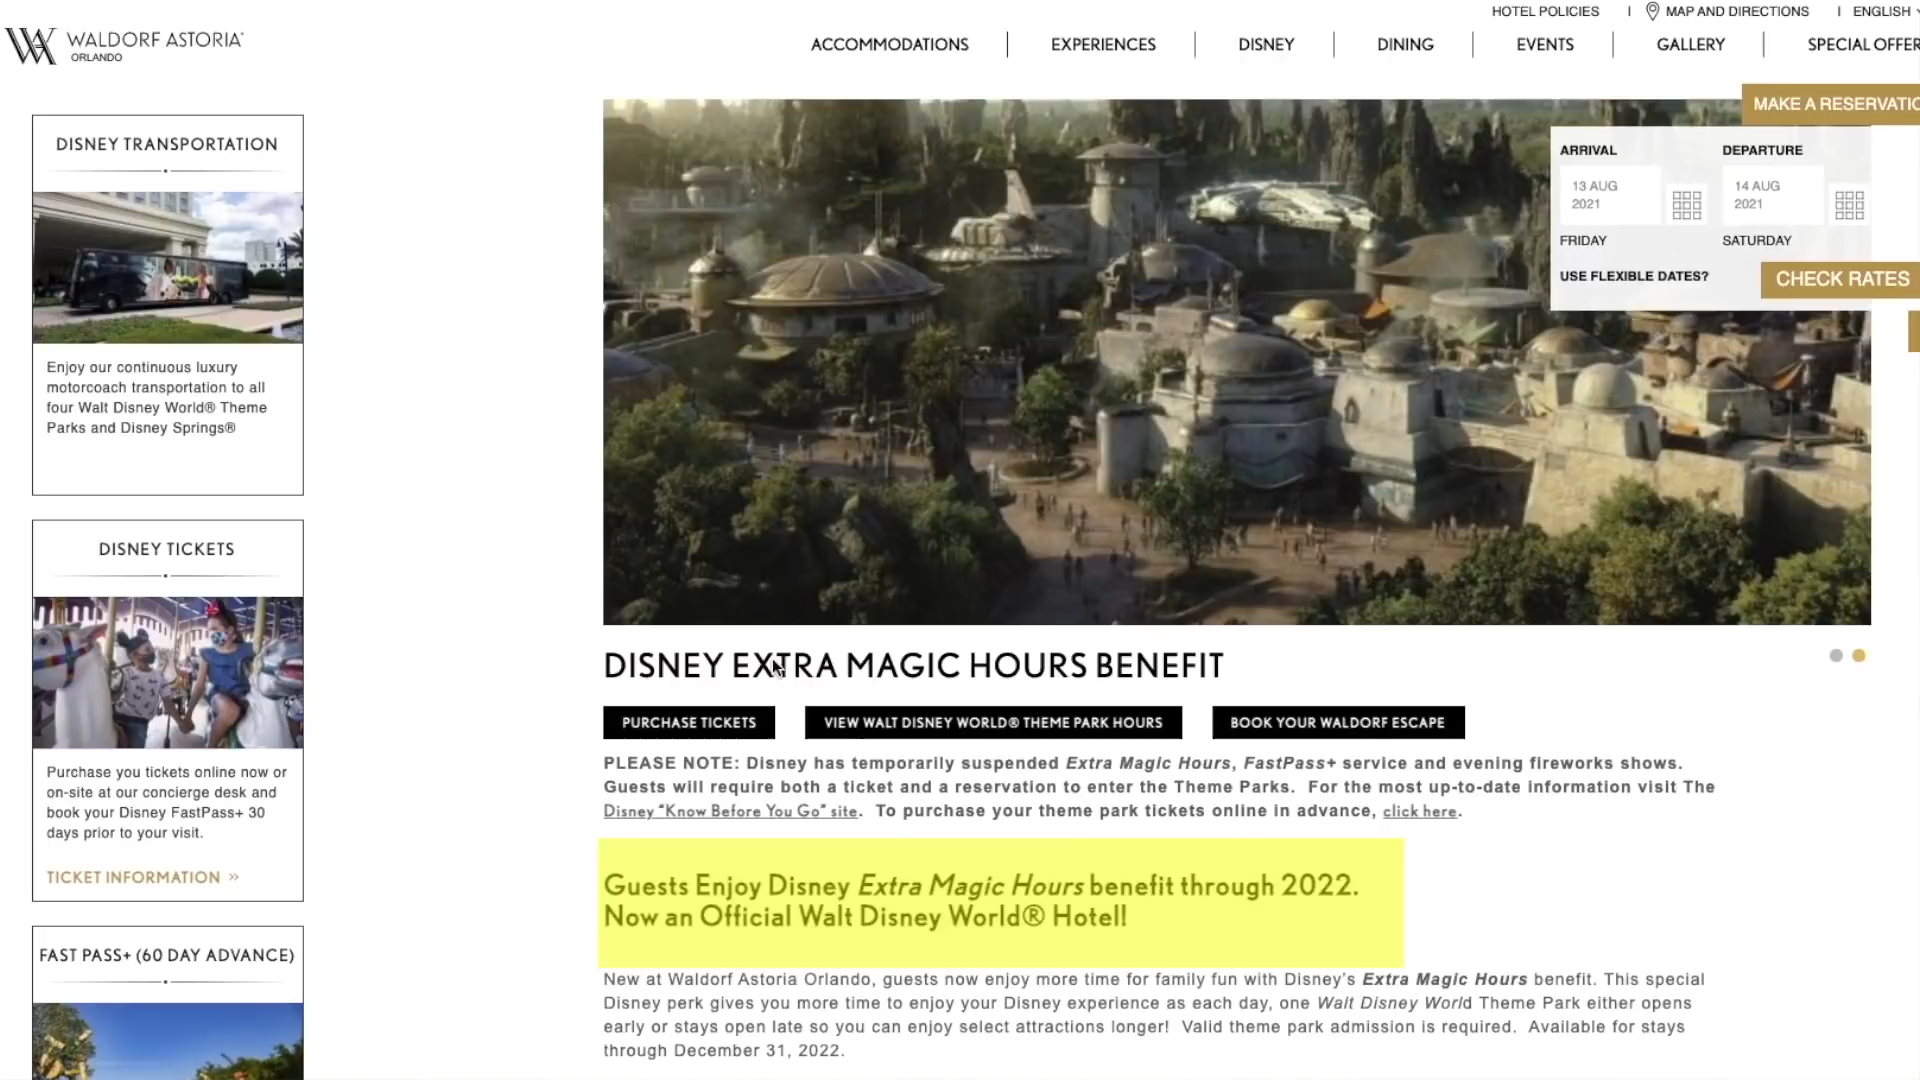 HOTEL POLICIES
MAP AND DIRECTIONS
ENGLISH
WALDORF ASTORIA
ORLANDO
ACCOMMODATIONS
EXPERIENCES
DISNEY
DINING
EVENTS
GALLERY
SPECIAL OFFER
MAKE A RESERVATIO
ARRIVAL
DEPARTURE
13 AUG
2021
14 AUG
2021
FRIDAY
SATURDAY
USE FLEXIBLE DATES?
CHECK RATES
DISNEY TRANSPORTATION
Enjoy our continuous luxury
motorcoach transportation to all
four Walt Disney World® Theme
Parks and Disney Springs®
DISNEY TICKETS
Purchase you tickets online now or
on-site at our concierge desk and
book your Disney FastPass+ 30
days prior to your visit.
TICKET INFORMATION »
FAST PASS+ (60 DAY ADVANCE)
DISNEY EXTRA MAGIC HOURS BENEFIT
PURCHASE TICKETS
VIEW WALT DISNEY WORLD® THEME PARK HOURS
BOOK YOUR WALDORF ESCAPE
PLEASE NOTE: Disney has temporarily suspended Extra Magic Hours, FastPass+ service and evening fireworks shows.
Guests will require both a ticket and a reservation to enter the Theme Parks. For the most up-to-date information visit The
Disney “Know Before You Go” site. To purchase your theme park tickets online in advance, click here.
Guests Enjoy Disney Extra Magic Hours benefit through 2022.
Now an Official Walt Disney World® Hotel!
New at Waldorf Astoria Orlando, guests now enjoy more time for family fun with Disney’s Extra Magic Hours benefit. This special
Disney perk gives you more time to enjoy your Disney experience as each day, one Walt Disney World Theme Park either opens
early or stays open late so you can enjoy select attractions longer! Valid theme park admission is required. Available for stays
through December 31, 2022.